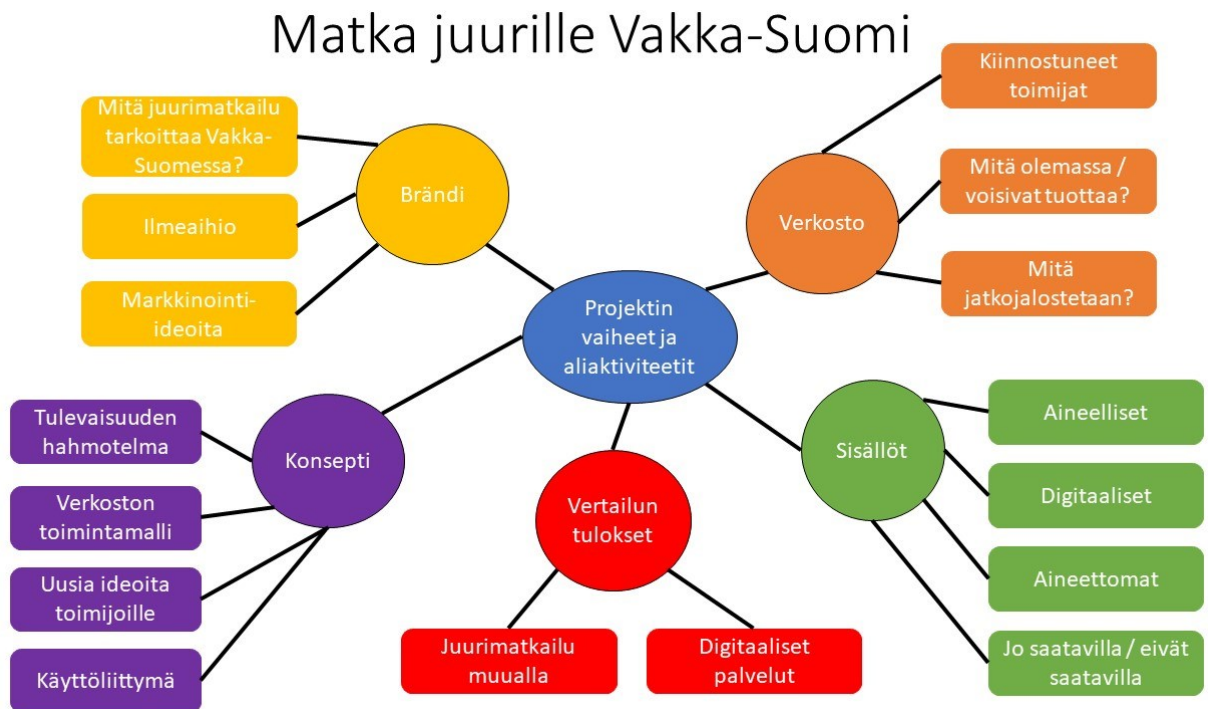 Matka juurille Vakka-Suomi
Mitä juurimatkailu
tarkoittaa Vakka-
Suomessa?
Ilmeaihio
Markkinointi-
ideoita
Brändi
Kiinnostuneet
toimijat
Mitä olemassa /
voisivat tuottaa?
Mitä
jatkojalostetaan?
Verkosto
Projektin
vaiheet ja
aliaktiviteetit
Tulevaisuuden
hahmotelma
Verkoston
toimintamalli
Uusia ideoita
toimijoille
Käyttöliittymä
Konsepti
Vertailun
tulokset
Juurimatkailu
muualla
Digitaaliset
palvelut
Sisällöt
Aineelliset
Digitaaliset
Aineettomat
Jo saatavilla / eivät
saatavilla